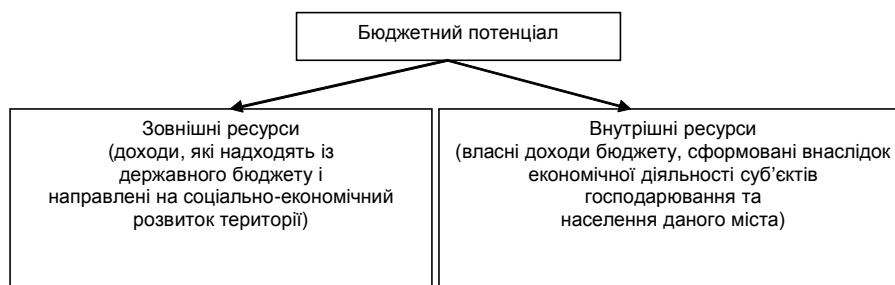 Бюджетний потенціал
Зовнішні ресурси
(доходи, які надходять із
державного бюджету і
направлені на соціально-економічний
розвиток території)
Внутрішні ресурси
(власні доходи бюджету, сформовані внаслідок
економічної діяльності суб’єктів
господарювання та
населення даного міста)